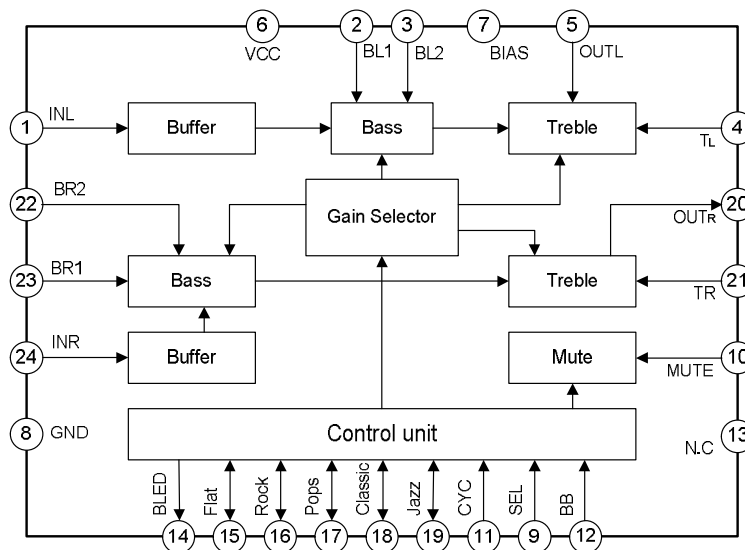 6 2 3 7 5
VCC BL1 BL2 BIAS OUTL
1 INL Buffer Bass Treble TL 4
22 BR2 Gain Selector OUTR 20
23 BR1 Bass Treble TR 21
24 INR Buffer Mute MUTE 10
8 GND Control unit N.C 13
BLED Flat Rock Pops Classic Jazz CYC SEL BB
14 15 16 17 18 19 11 9 12